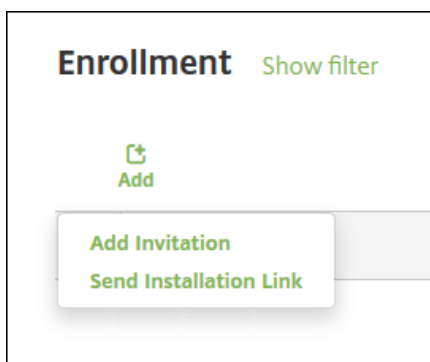 Enrollment Show filter
Add
Add Invitation
Send Installation Link